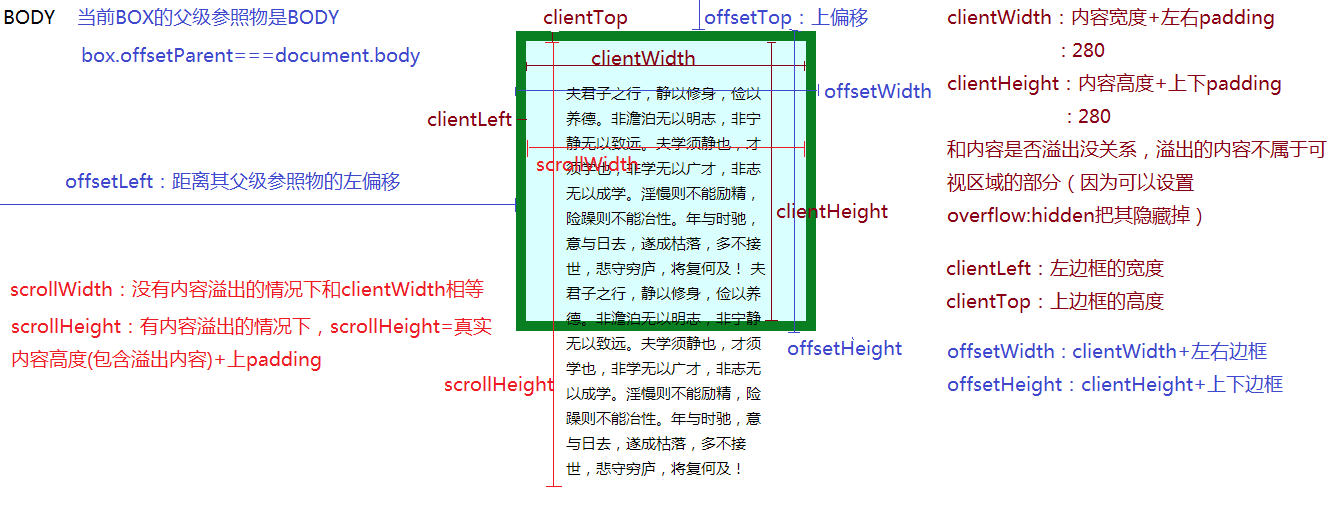 BODY 当前BOX的父级参照物是BODY
box.offsetParent===document.body
offsetLeft：距离其父级参照物的左偏移
scrollWidth：没有内容溢出的情况下和clientWidth相等
scrollHeight：有内容溢出的情况下，scrollHeight=真实
内容高度(包含溢出内容)+上padding
clientTop
offsetTop：上偏移
clientWidth
offsetWidth
clientLeft
scrollWidth
clientHeight
offsetHeight
scrollHeight
夫君子之行，静以修身，俭以
养德。非澹泊无以明志，非宁
静无以致远。夫学须静也，才
须学也，非学无以广才，非志
无以成学。淫慢则不能励精，
险躁则不能冶性。年与时驰，
意与日去，遂成枯落，多不接
世，悲守穷庐，将复何及！ 夫
君子之行，静以修身，俭以养
德。非澹泊无以明志，非宁静
无以致远。夫学须静也，才须
学也，非学无以广才，非志无
以成学。淫慢则不能励精，险
躁则不能冶性。年与时驰，意
与日去，遂成枯落，多不接
世，悲守穷庐，将复何及！
clientWidth：内容宽度+左右padding
：280
clientHeight：内容高度+上下padding
：280
和内容是否溢出没关系，溢出的内容不属于可
视区域的部分（因为可以设置
overflow:hidden把其隐藏掉）
clientLeft：左边框的宽度
clientTop：上边框的高度
offsetWidth：clientWidth+左右边框
offsetHeight：clientHeight+上下边框